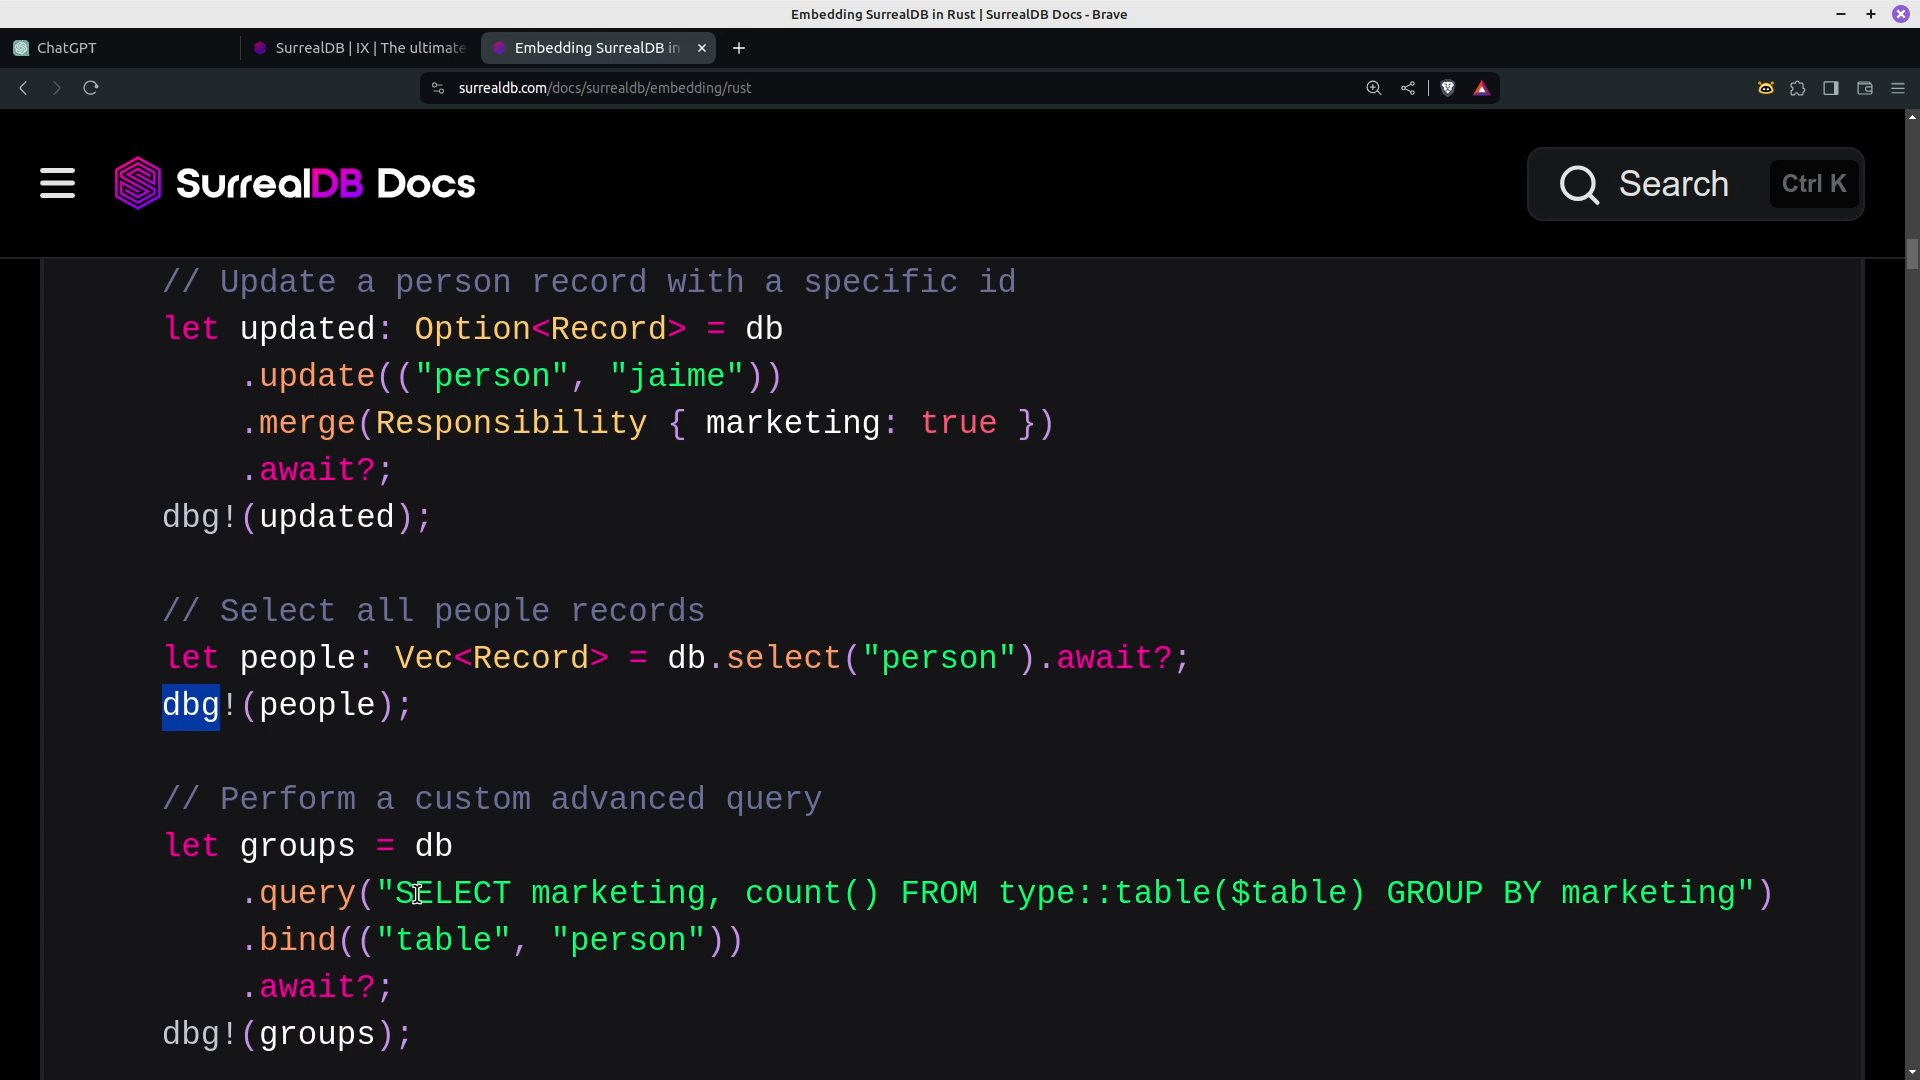 Embedding SurrealDB in Rust | SurrealDB Docs - Brave
ChatGPT
SurrealDB | IX | The ultimate
Embedding SurrealDB in
surrealdb.com/docs/surrealdb/embedding/rust
SurrealDB Docs
Search
Ctrl K
// Update a person record with a specific id
let updated: Option<Record> = db
    .update(("person", "jaime"))
    .merge(Responsibility { marketing: true })
    .await?;
dbg!(updated);
// Select all people records
let people: Vec<Record> = db.select("person").await?;
dbg!(people);
// Perform a custom advanced query
let groups = db
    .query("SELECT marketing, count() FROM type::table($table) GROUP BY marketing")
    .bind(("table", "person"))
    .await?;
dbg!(groups);